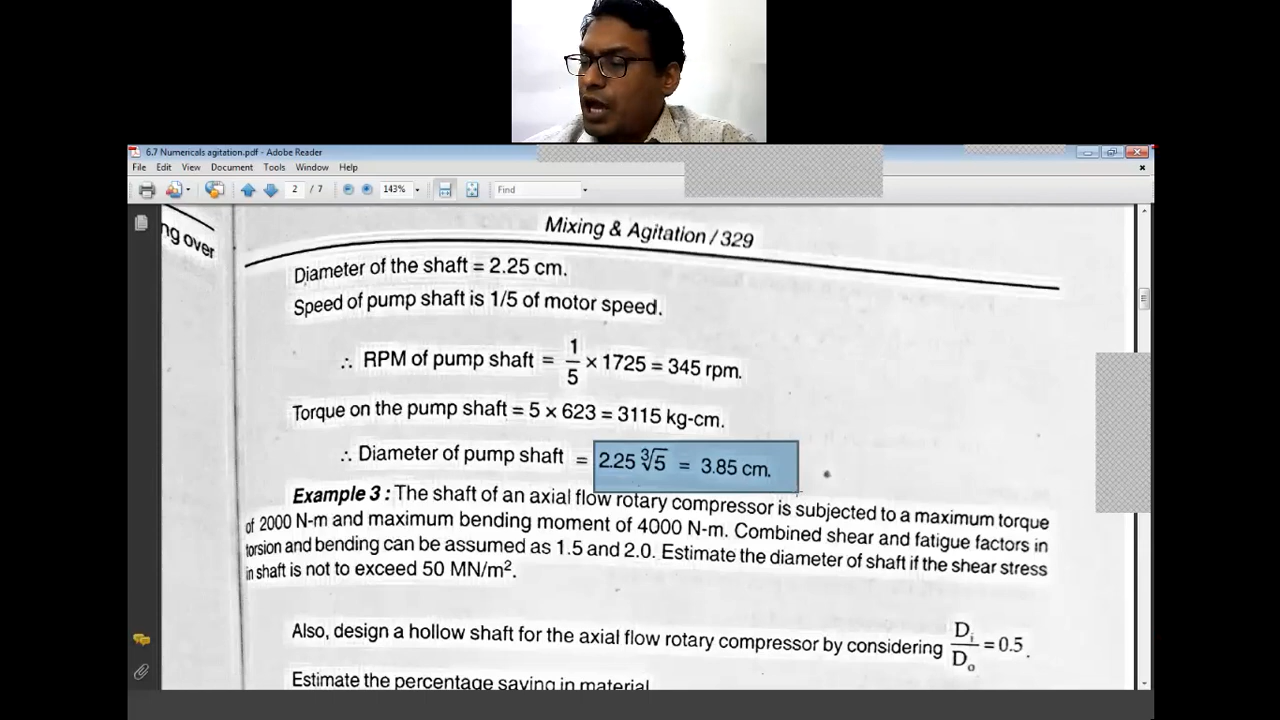 6.7 Numericals agitation.pdf - Adobe Reader
File Edit View Document Tools Window Help
2 / 7 143% Find
ng over
Mixing & Agitation / 329
Diameter of the shaft = 2.25 cm.
Speed of pump shaft is 1/5 of motor speed.
∴ RPM of pump shaft = 1/5 × 1725 = 345 rpm.
Torque on the pump shaft = 5 × 623 = 3115 kg-cm.
∴ Diameter of pump shaft = 2.25 ∛5 = 3.85 cm.
Example 3 : The shaft of an axial flow rotary compressor is subjected to a maximum torque
of 2000 N-m and maximum bending moment of 4000 N-m. Combined shear and fatigue factors in
torsion and bending can be assumed as 1.5 and 2.0. Estimate the diameter of shaft if the shear stress
in shaft is not to exceed 50 MN/m².
Also, design a hollow shaft for the axial flow rotary compressor by considering Di/Do = 0.5 .
Estimate the percentage saving in material